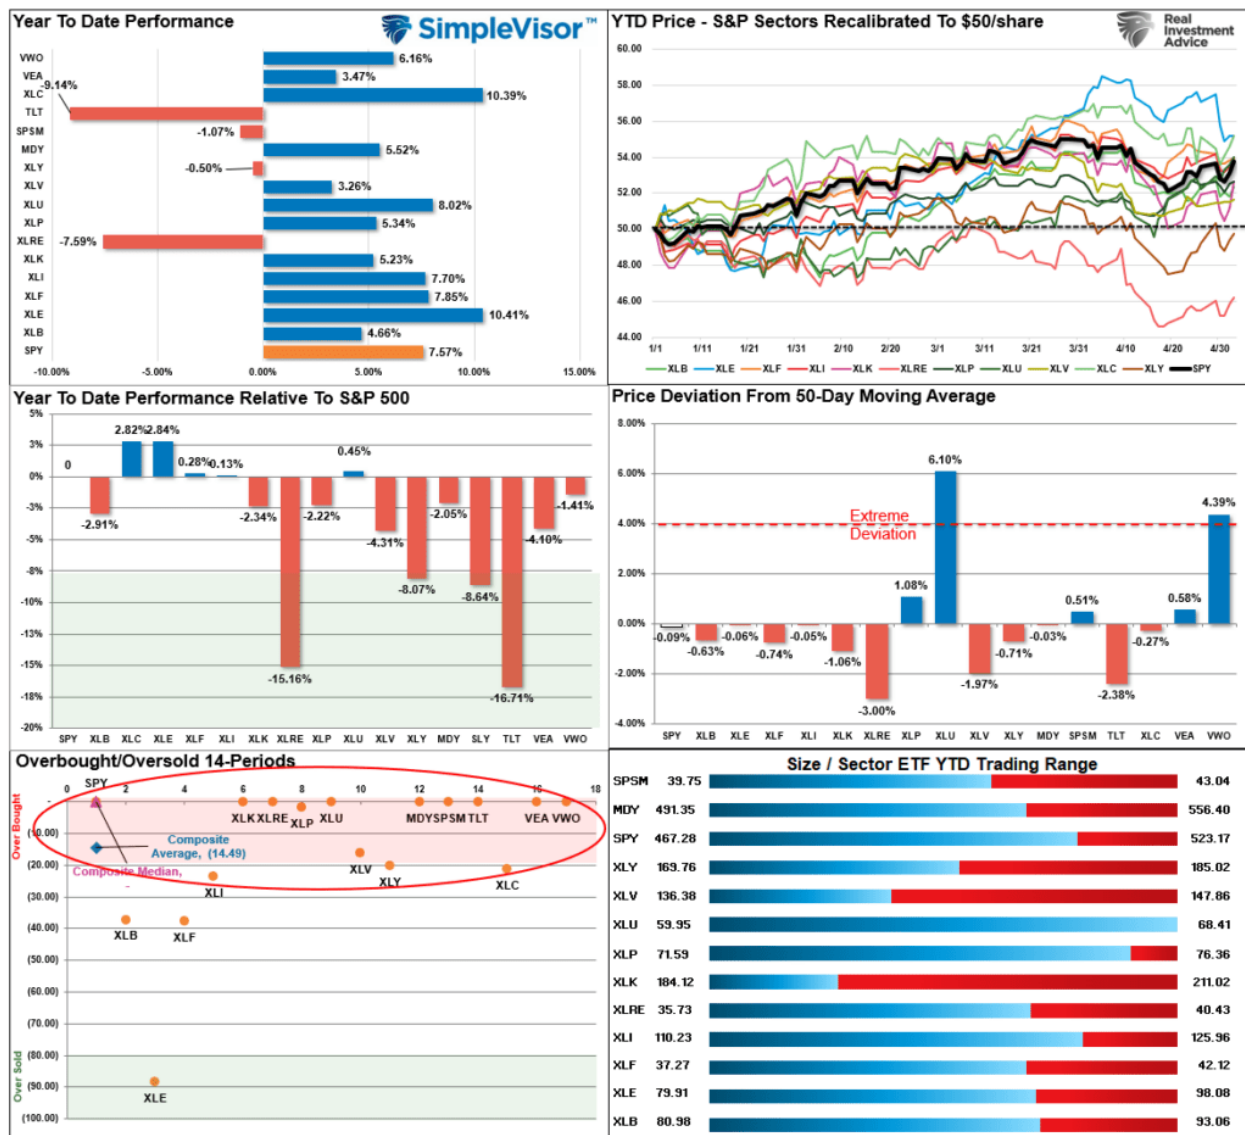 Year To Date Performance
SimpleVisor™
VWO
6.16%
VEA
3.47%
-9.14%
XLC
10.39%
TLT
SPSM
-1.07%
MDY
5.52%
XLY
-0.50%
XLV
3.26%
XLU
8.02%
XLP
5.34%
XLRE
-7.59%
XLK
5.23%
XLI
7.70%
XLF
7.85%
XLE
10.41%
XLB
4.66%
SPY
7.57%
-10.00% -5.00% 0.00% 5.00% 10.00% 15.00%
YTD Price - S&P Sectors Recalibrated To $50/share
Real
Investment
Advice
60.00
58.00
56.00
54.00
52.00
50.00
48.00
46.00
44.00
1/1 1/11 1/21 1/31 2/10 2/20 3/1 3/11 3/21 3/31 4/10 4/20 4/30
XLB XLE XLF XLI XLK XLRE XLP XLU XLV XLC XLY SPY
Year To Date Performance Relative To S&P 500
5%
3%
0%
-3%
-5%
-8%
-10%
-13%
-15%
-18%
-20%
0
-2.91%
2.82%
2.84%
0.28%
0.13%
-2.34%
-15.16%
-2.22%
0.45%
-4.31%
-8.07%
-2.05%
-8.64%
-16.71%
-4.10%
-1.41%
SPY XLB XLC XLE XLF XLI XLK XLRE XLP XLU XLV XLY MDY SLY TLT VEA VWO
Price Deviation From 50-Day Moving Average
8.00%
6.00%
4.00%
2.00%
0.00%
-2.00%
-4.00%
Extreme
Deviation
-0.09%
-0.63%
-0.06%
-0.74%
-0.05%
-1.06%
-3.00%
1.08%
6.10%
-1.97%
-0.71%
-0.03%
0.51%
-2.38%
-0.27%
0.58%
4.39%
SPY XLB XLE XLF XLI XLK XLRE XLP XLU XLV XLY MDY SPSM TLT XLC VEA VWO
Overbought/Oversold 14-Periods
SPY
0 2 4 6 8 10 12 14 16 18
-
(10.00)
(20.00)
(30.00)
(40.00)
(50.00)
(60.00)
(70.00)
(80.00)
(90.00)
(100.00)
Over Bought
Over Sold
XLK XLRE XLP XLU MDY SPSM TLT VEA VWO
Composite
Average, (14.49)
Composite Median,
-
XLV
XLY
XLC
XLI
XLB
XLF
XLE
Size / Sector ETF YTD Trading Range
SPSM 39.75 43.04
MDY 491.35 556.40
SPY 467.28 523.17
XLY 169.76 185.02
XLV 136.38 147.86
XLU 59.95 68.41
XLP 71.59 76.36
XLK 184.12 211.02
XLRE 35.73 40.43
XLI 110.23 125.96
XLF 37.27 42.12
XLE 79.91 98.08
XLB 80.98 93.06